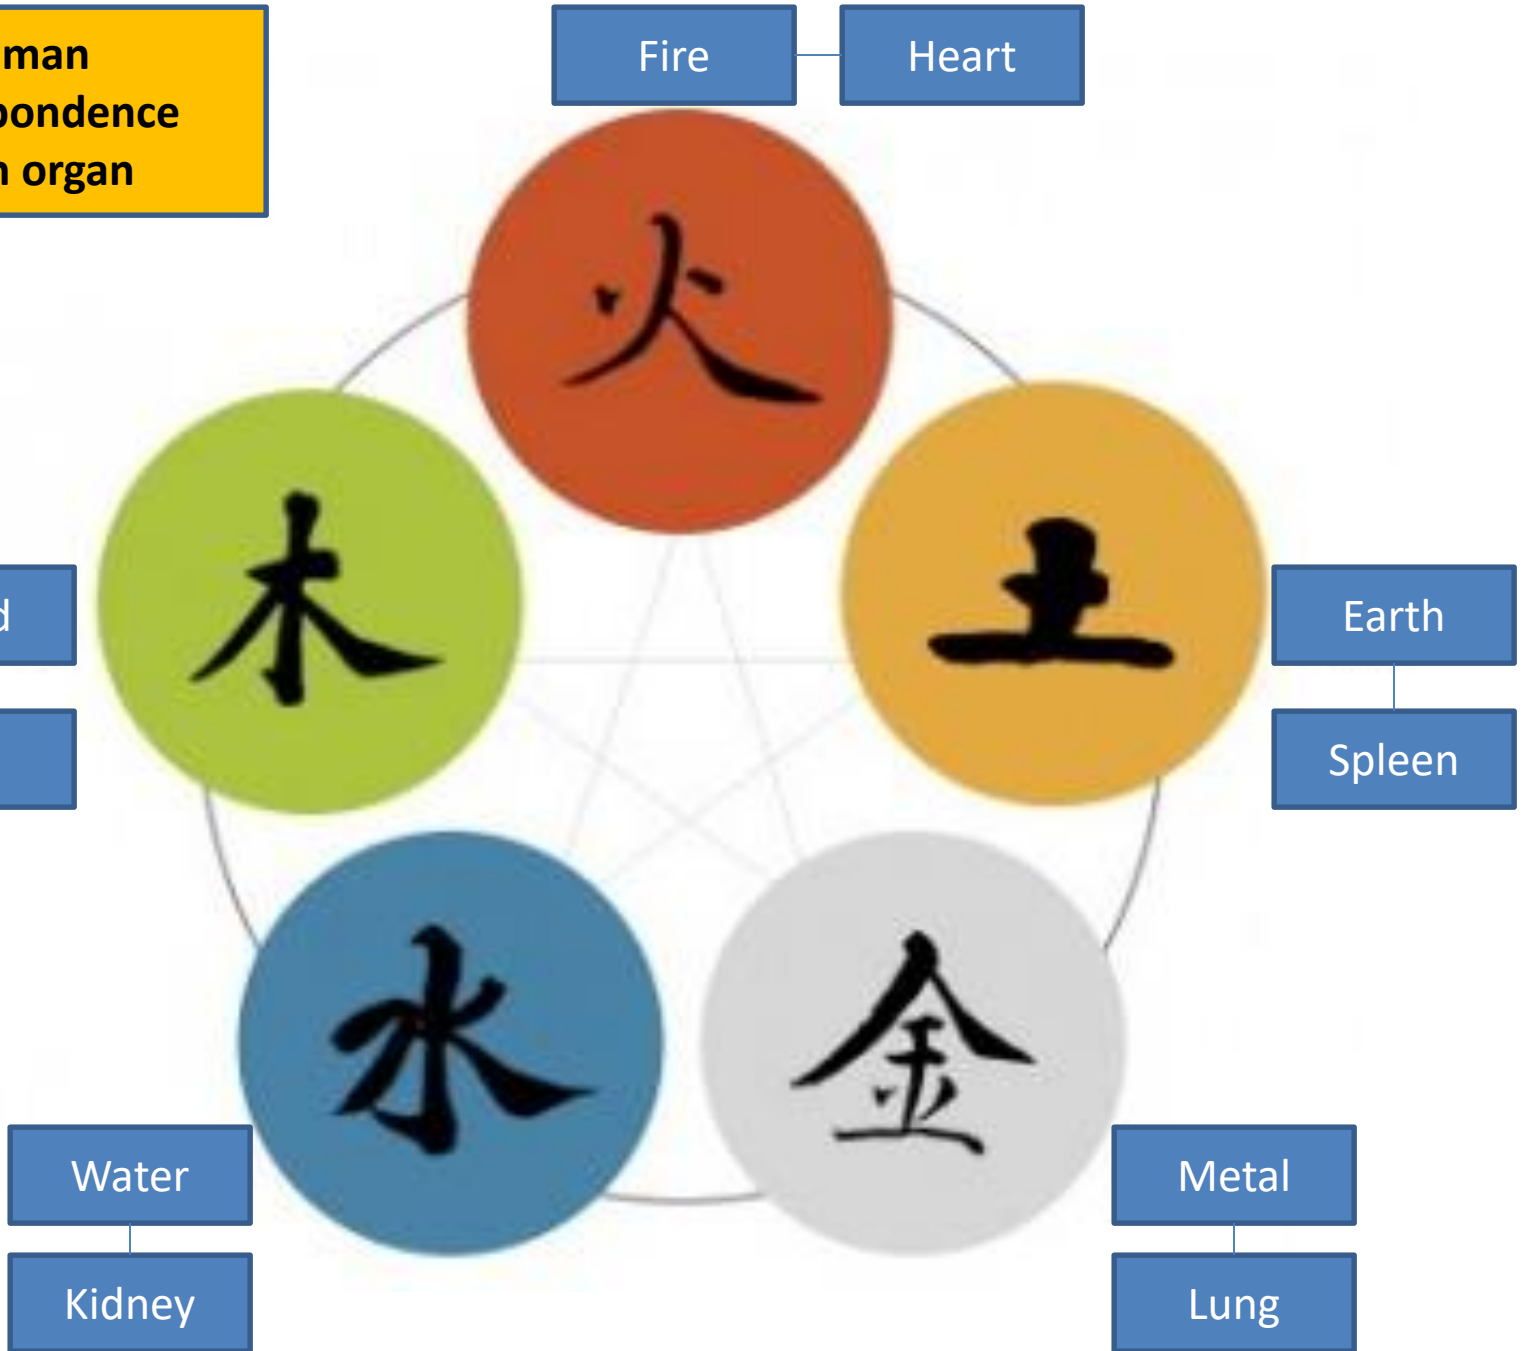 man
pondence
n organ
Fire
Heart
火
木
土
d
Earth
Spleen
水
金
Water
Kidney
Metal
Lung